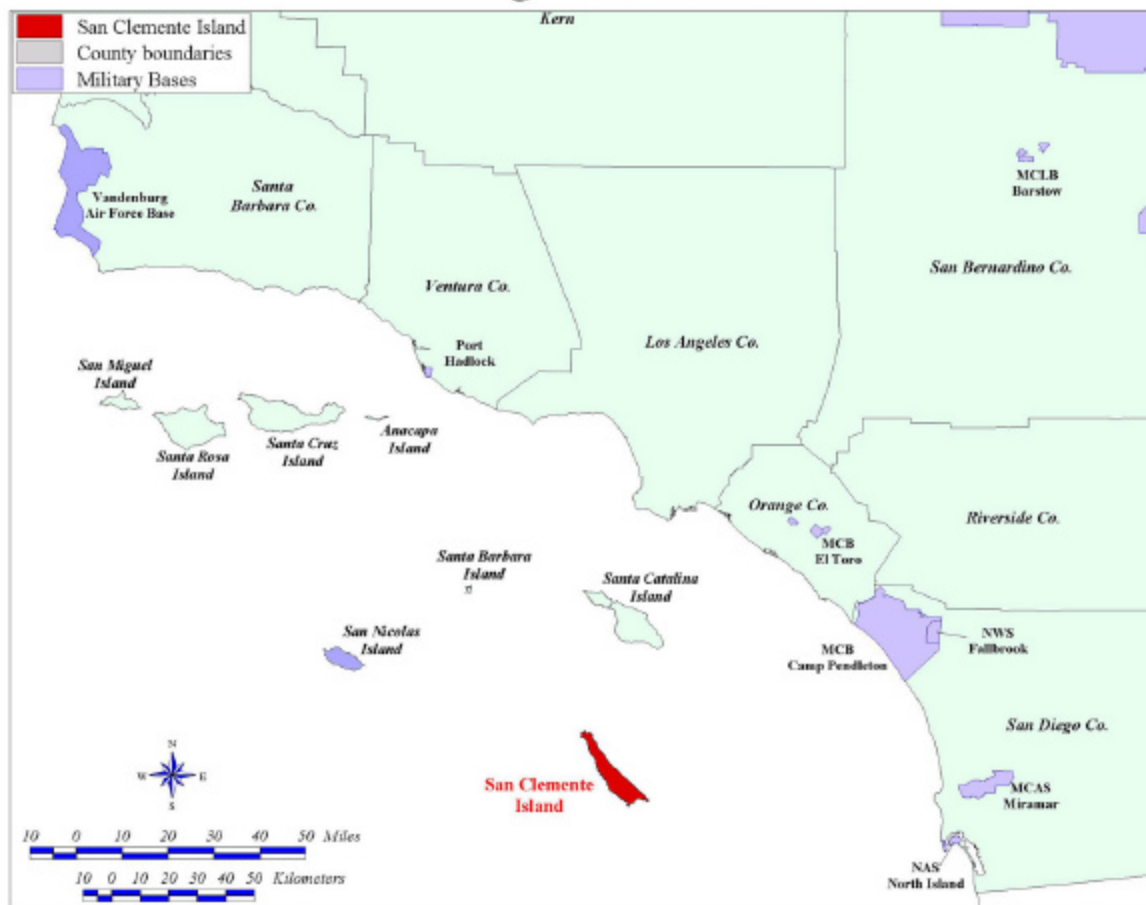 San Clemente Island
County boundaries
Military Bases
Kern
MCLB
Barstow
Vandenburg
Air Force Base
Santa
Barbara Co.
San Bernardino Co.
Ventura Co.
Port
Hadlock
Los Angeles Co.
San Miguel
Island
Santa Rosa
Island
Santa Cruz
Island
Anacapa
Island
Orange Co.
MCB
El Toro
Riverside Co.
Santa Barbara
Island
Santa Catalina
Island
San Nicolas
Island
MCB
Camp Pendleton
NWS
Fallbrook
San Diego Co.
San Clemente
Island
MCAS
Miramar
NAS
North Island
N
W E
S
10 0 10 20 30 40 50 Miles
10 0 10 20 30 40 50
Kilometers